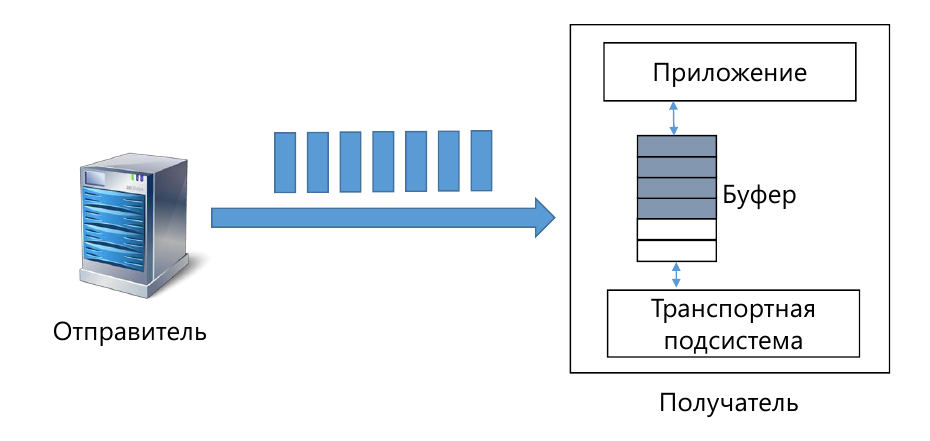 Приложение
Буфер
Транспортная
подсистема
Отправитель
Получатель